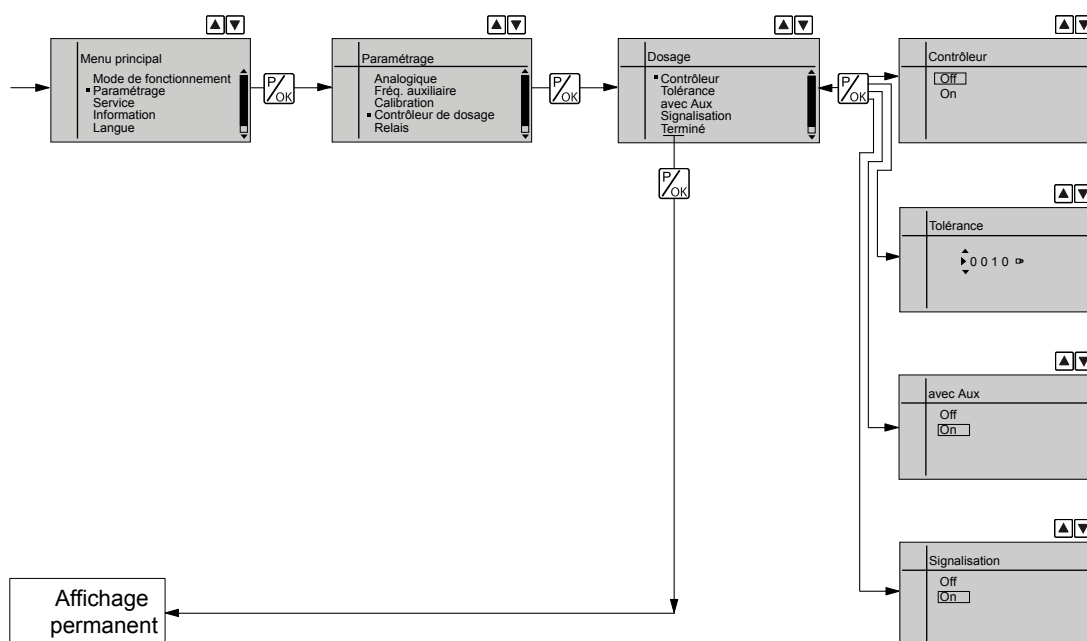 Menu principal
Mode de fonctionnement
Paramétrage
Service
Information
Langue
P/OK
Paramétrage
Analogique
Fréq. auxiliaire
Calibration
Contrôleur de dosage
Relais
P/OK
Dosage
Contrôleur
Tolérance
avec Aux
Signalisation
Terminé
P/OK
P/OK
Contrôleur
Off
On
Tolérance
0010
avec Aux
Off
On
Signalisation
Off
On
Affichage
permanent